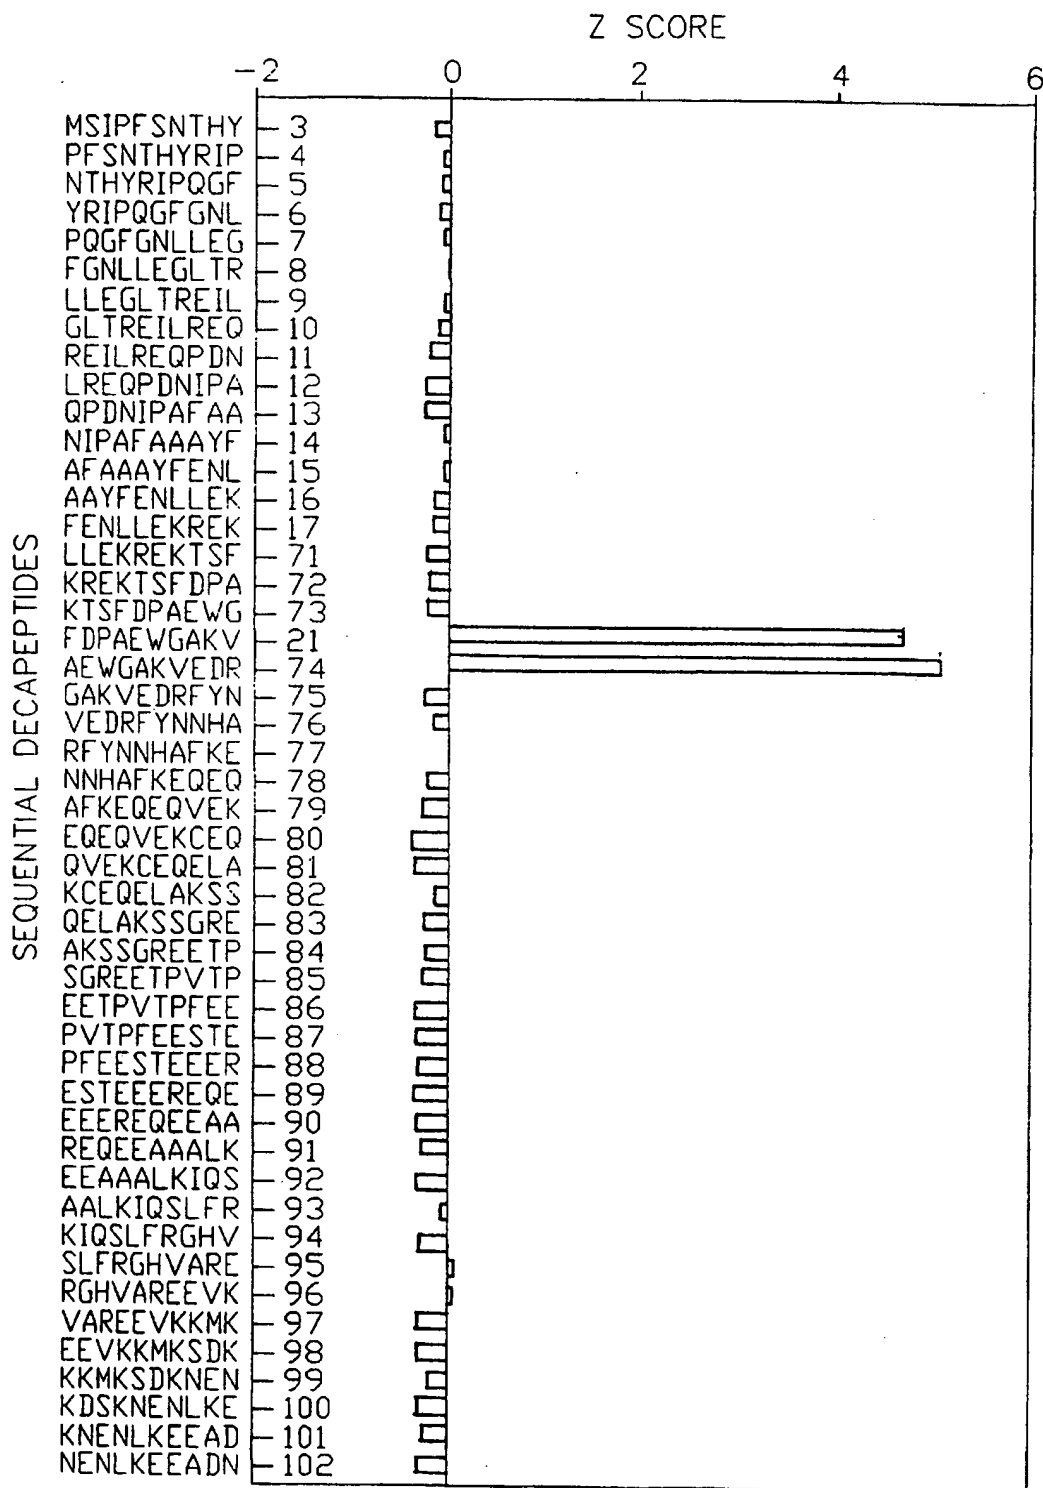 Z SCORE
-2 0 2 4 6
SEQUENTIAL DECAPEPTIDES
MSIPFSNTHY 3
PFSNTHYRIP 4
NTHYRIPQGF 5
YRIPQGFGNL 6
PQGFGNLLEG 7
FGNLLEGLTR 8
LLEGLTREIL 9
GLTREILREQ 10
REILREQPDN 11
LREQPDNIPA 12
QPDNIPAFAA 13
NIPAFAAAYF 14
AFAAAYFENL 15
AAYFENLLEK 16
FENLLEKREK 17
LLEKREKTSF 71
KREKTSFDPA 72
KTSFDPAEWG 73
FDPAEWGAKV 21
AEWGAKVEDR 74
GAKVEDRFYN 75
VEDRFYNNHA 76
RFYNNHAFKE 77
NNHAFKEQEQ 78
AFKEQEQVEK 79
EQEQVEKCEQ 80
QVEKCEQELA 81
KCEQELAKSS 82
QELAKSSGRE 83
AKSSGREETP 84
SGREETPVTP 85
EETPVTPFEE 86
PVTPFEESTE 87
PFEESTEEER 88
ESTEEEREQE 89
EEEREQEEAA 90
REQEEAAALK 91
EEAAALKIQS 92
AALKIQSLFR 93
KIQSLFRGHV 94
SLFRGHVARE 95
RGHVAREEVK 96
VAREEVKKMK 97
EEVKKMKSDK 98
KKMKSDKNEN 99
KDSKNENLKE 100
KNENLKEEAD 101
NENLKEEADN 102